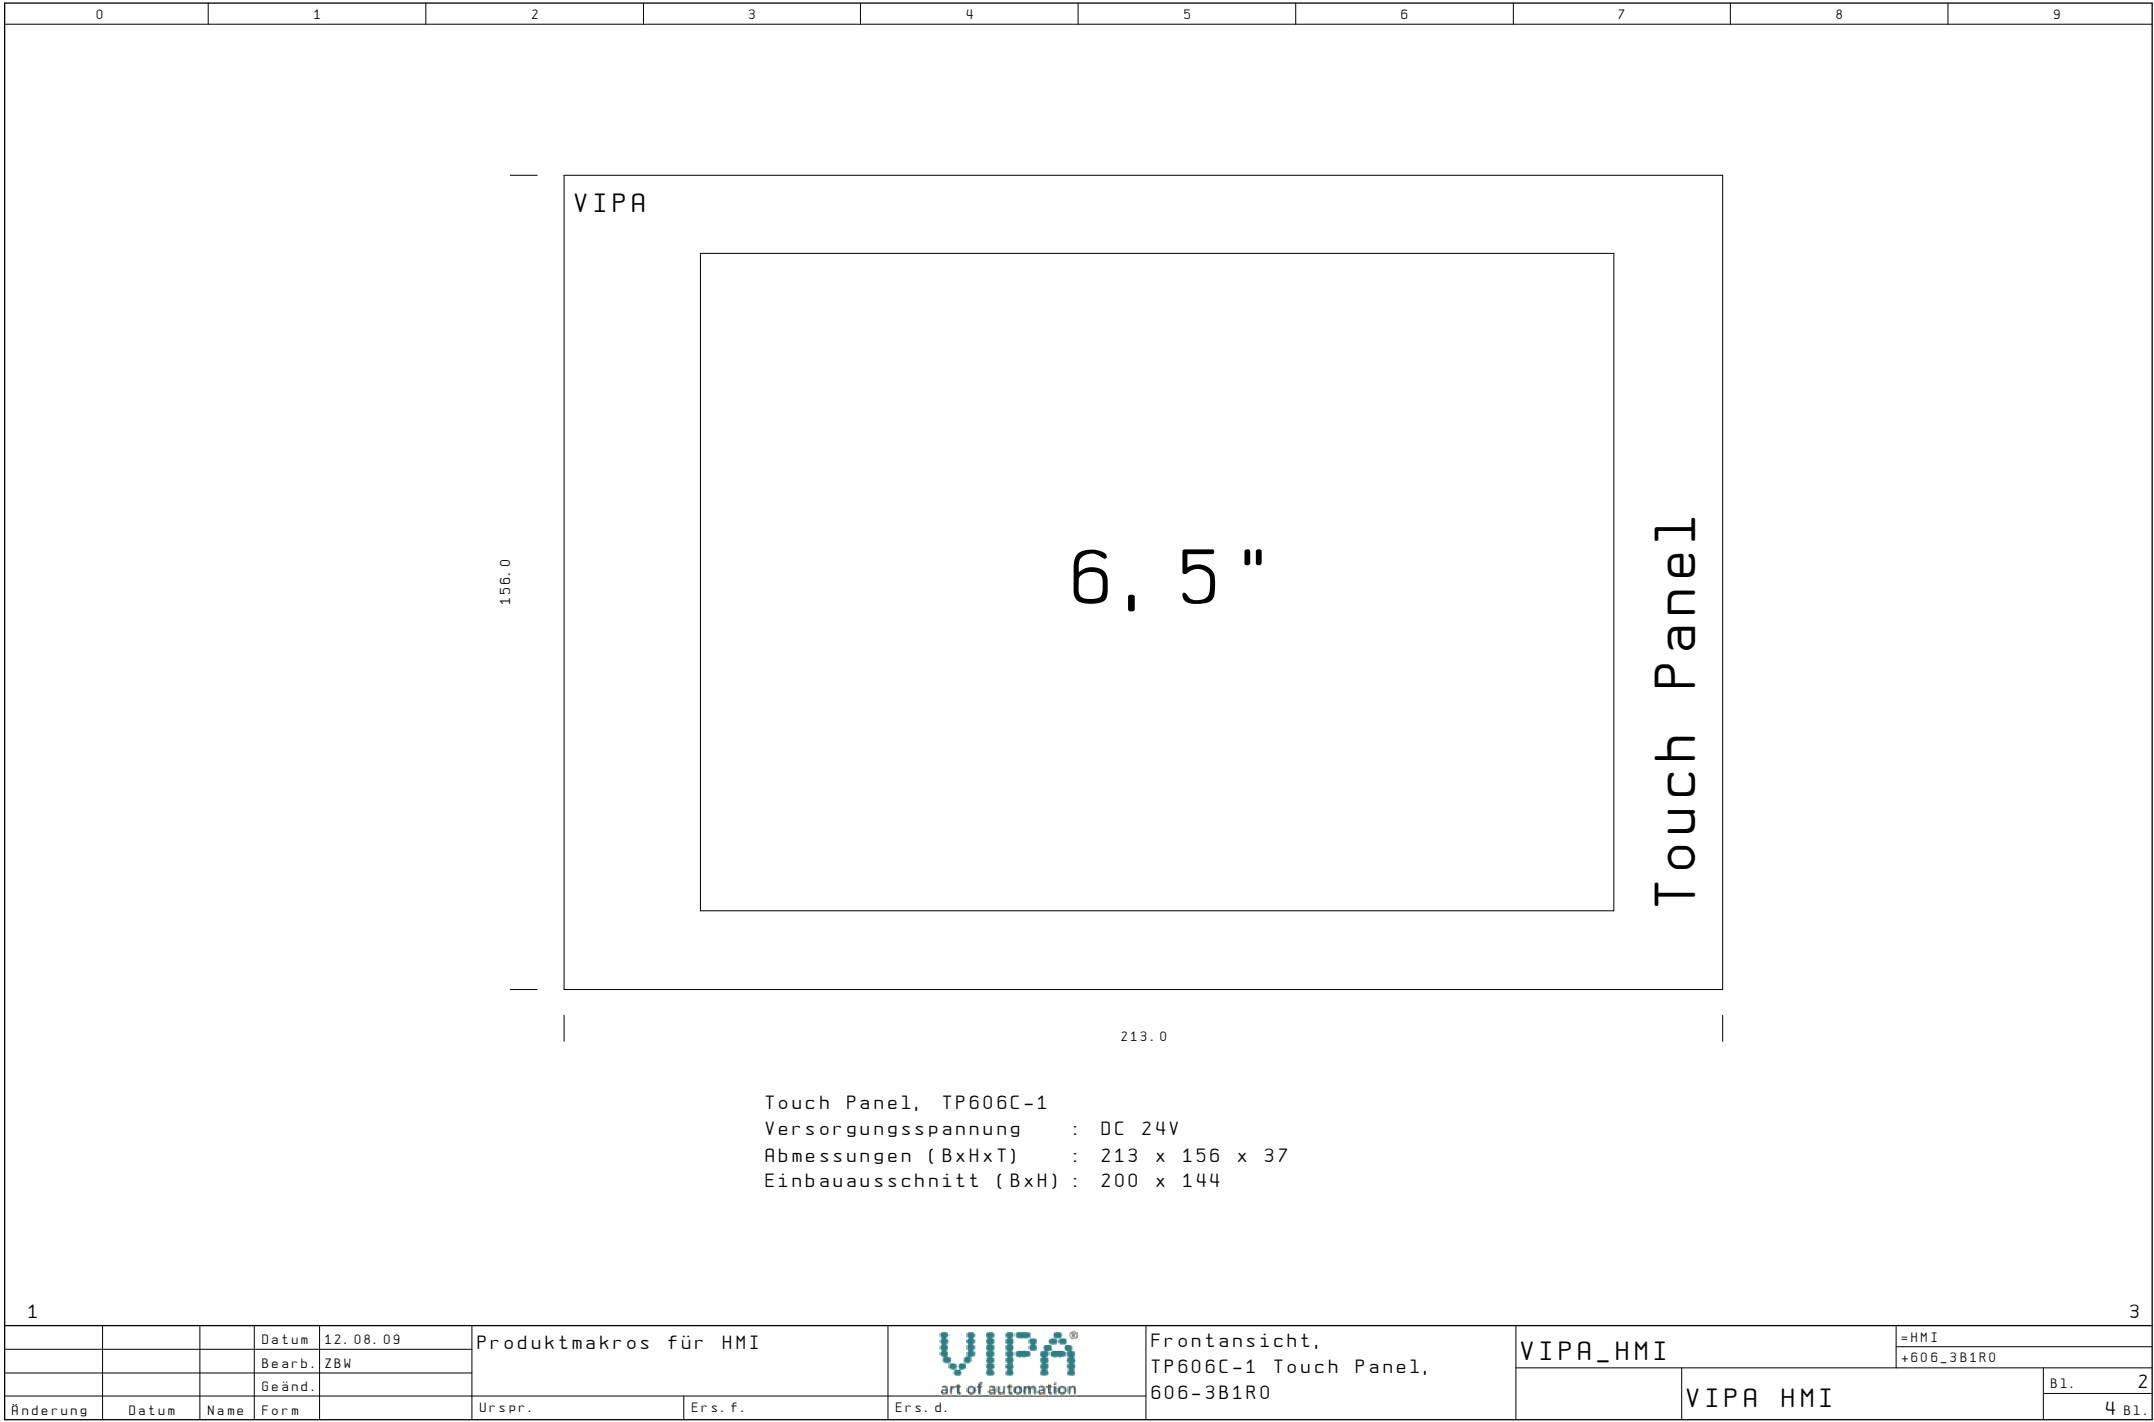 0 1 2 3 4 5 6 7 8 9
VIPA
6,5"
Touch Panel
156.0
213.0
Touch Panel, TP606C-1
Versorgungsspannung : DC 24V
Abmessungen (BxHxT) : 213 x 156 x 37
Einbauausschnitt (BxH) : 200 x 144
1
3
Datum 12.08.09
Bearb. ZBW
Geänd.
Änderung Datum Name Form
Produktmakros für HMI
Urspr. Ers.f. Ers.d.
VIPA®
art of automation
Frontansicht,
TP606C-1 Touch Panel,
606-3B1R0
VIPA_HMI
=HMI
+606_3B1R0
VIPA HMI
Bl. 2
4 Bl.